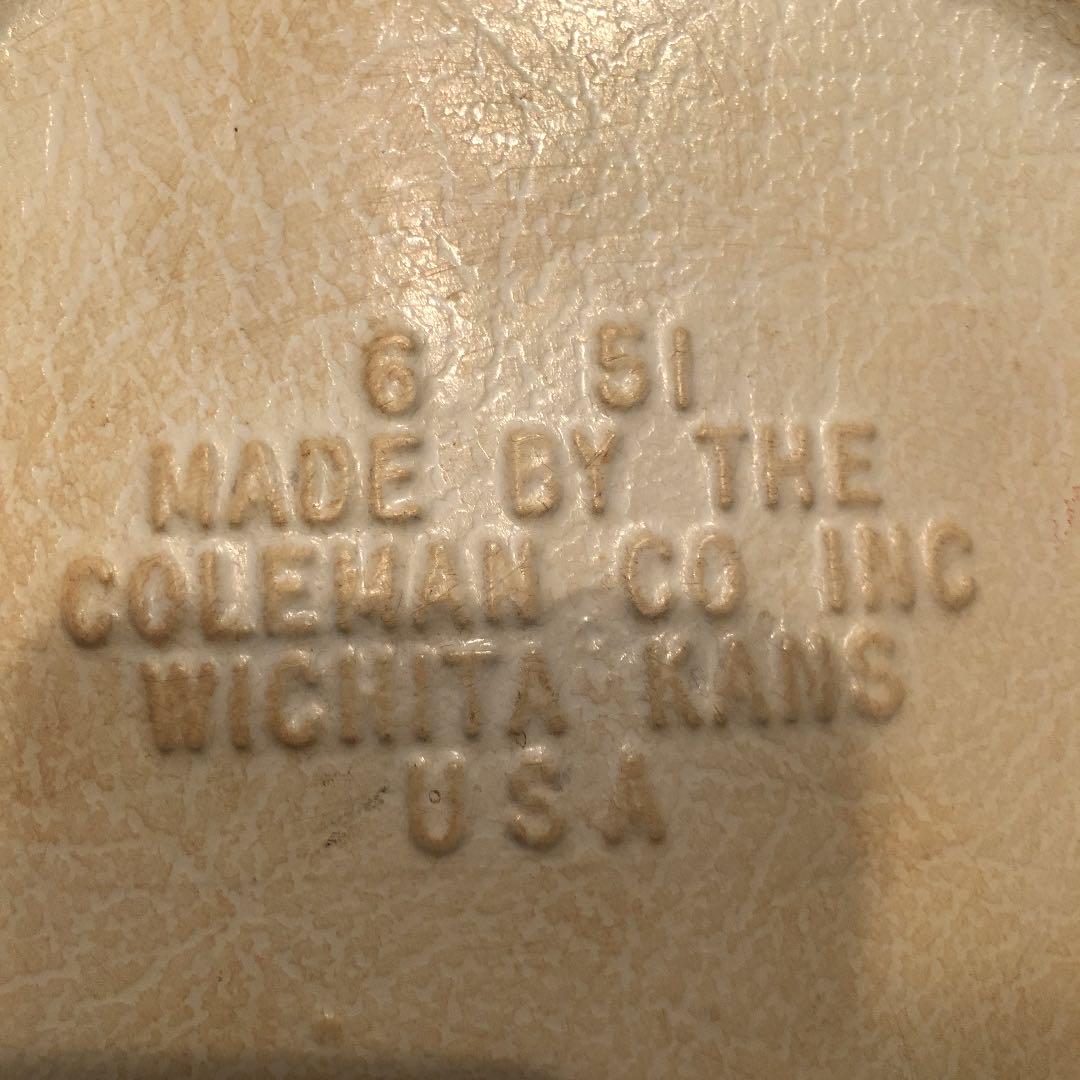 6 51
MADE BY THE
COLEMAN CO INC
WICHITA KANS
USA